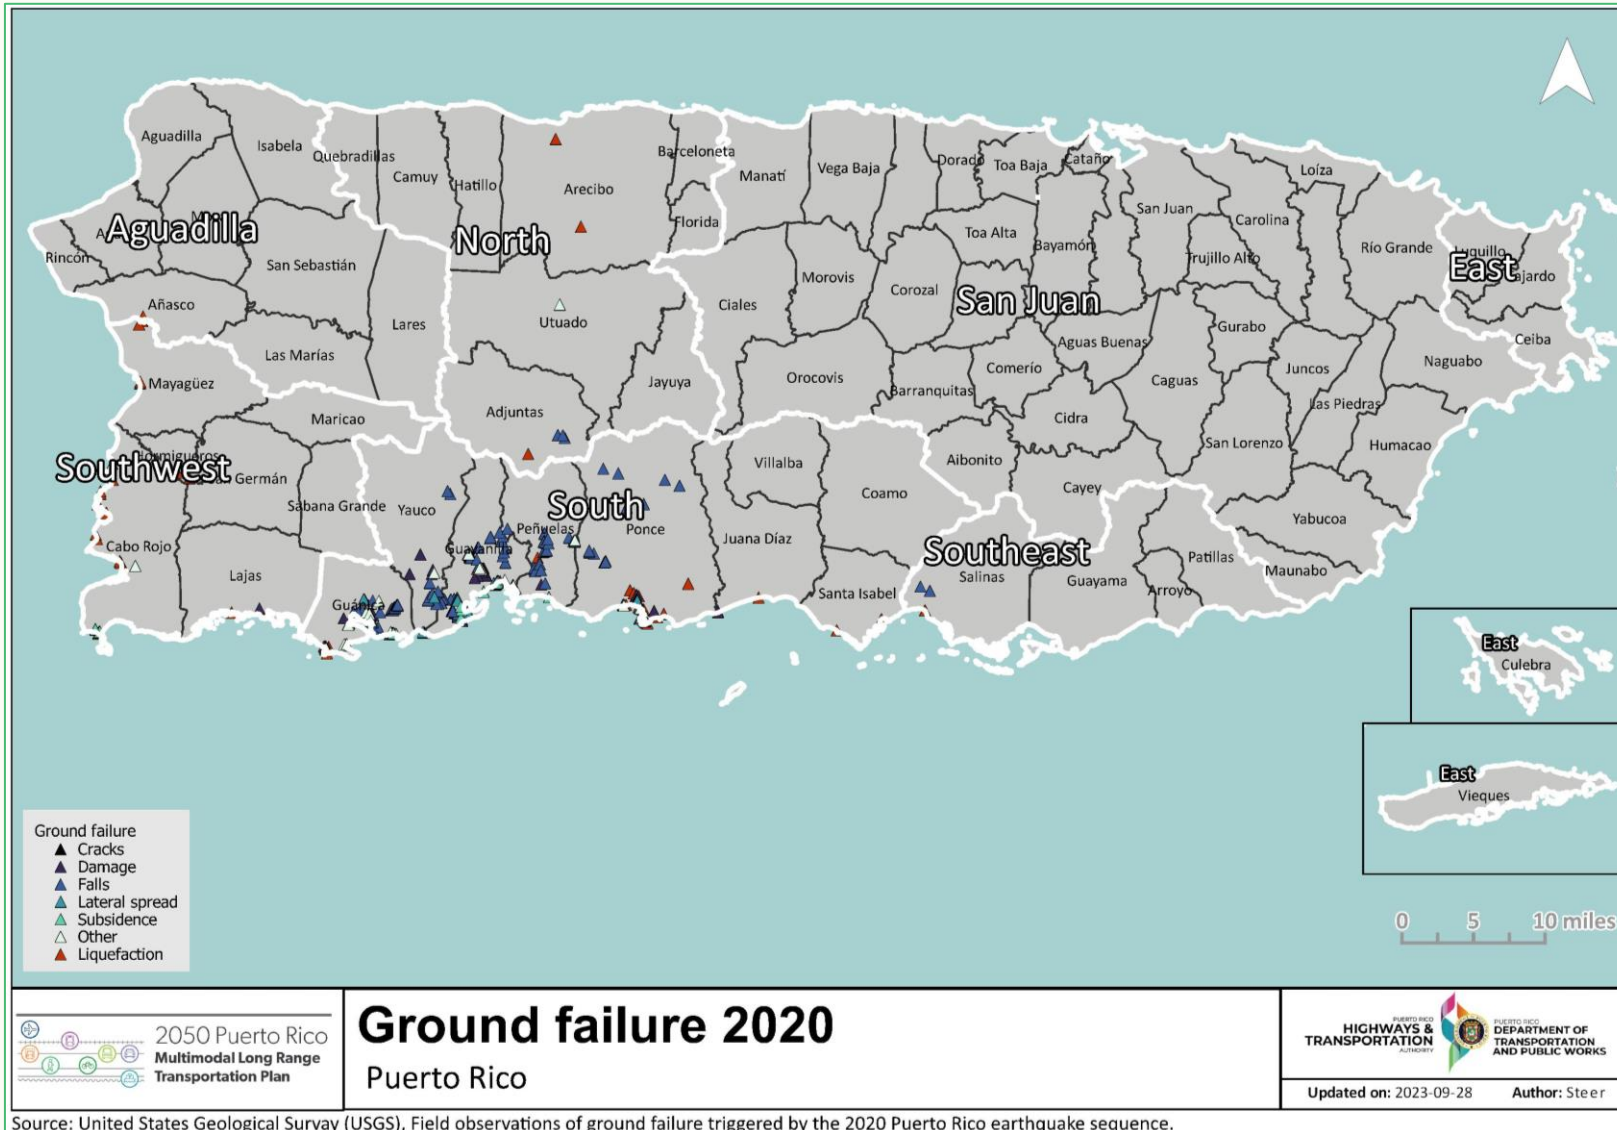 Aguadilla
Isabela
Quebradillas
Camuy
Hatillo
Arecibo
Barceloneta
Florida
Manatí
Vega Baja
Dorado
Toa Baja
Cataño
Loíza
San Juan
Carolina
Río Grande
Aguadilla
North
Rincón
San Sebastián
Toa Alta
Bayamón
Trujillo Alto
East
Morovis
Corozal
San Juan
Ciales
Añasco
Lares
Utuado
Gurabo
Ceiba
Las Marías
Aguas Buenas
Mayagüez
Jayuya
Orocovis
Comerío
Caguas
Juncos
Naguabo
Barranquitas
Las Piedras
Adjuntas
Maricao
Cidra
San Lorenzo
Humacao
Southwest
Germán
Villalba
Aibonito
Sabana Grande
Yauco
South
Coamo
Cayey
Yabucoa
Peñuelas
Ponce
Juana Díaz
Guayanilla
Southeast
Cabo Rojo
Lajas
Salinas
Guayama
Patillas
Maunabo
Arroyo
Guánica
Santa Isabel
East
Culebra
East
Vieques
Ground failure
Cracks
Damage
Falls
Lateral spread
Subsidence
Other
Liquefaction
0 5 10 miles
2050 Puerto Rico
Multimodal Long Range
Transportation Plan
Ground failure 2020
Puerto Rico
PUERTO RICO
HIGHWAYS &
TRANSPORTATION
AUTHORITY
PUERTO RICO
DEPARTMENT OF
TRANSPORTATION
AND PUBLIC WORKS
Updated on: 2023-09-28 Author: Steer
Source: United States Geological Survay (USGS), Field observations of ground failure triggered by the 2020 Puerto Rico earthquake sequence.